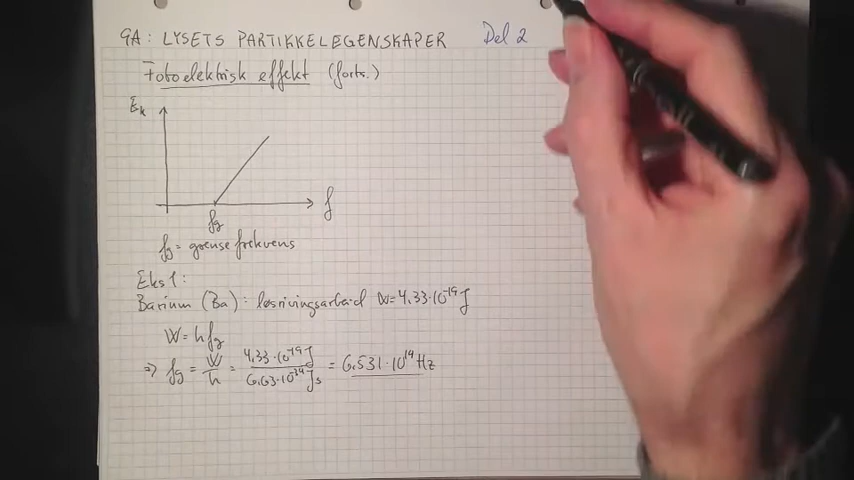 9A: LYSETS PARTIKKELEGENSKAPER Del 2
Fotoelektrisk effekt (forts.)
Ek
f
fg
fg = grensefrekvens
Eks 1:
Barium (Ba): løsrivingsarbeid W = 4.33·10⁻¹⁹ J
W = hfg
⇒ fg = W/h = 4.33·10⁻¹⁹ J / 6.63·10⁻³⁴ Js = 6.531·10¹⁴ Hz